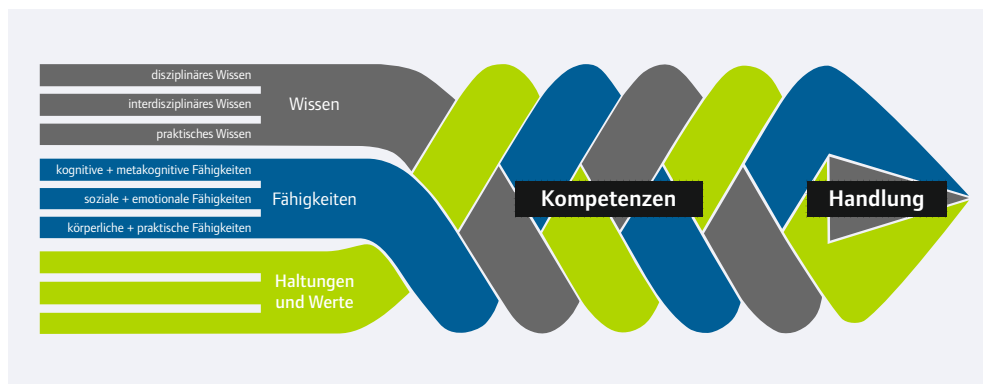 disziplinäres Wissen
interdisziplinäres Wissen
praktisches Wissen
Wissen
kognitive + metakognitive Fähigkeiten
soziale + emotionale Fähigkeiten
körperliche + praktische Fähigkeiten
Fähigkeiten
Haltungen
und Werte
Kompetenzen
Handlung